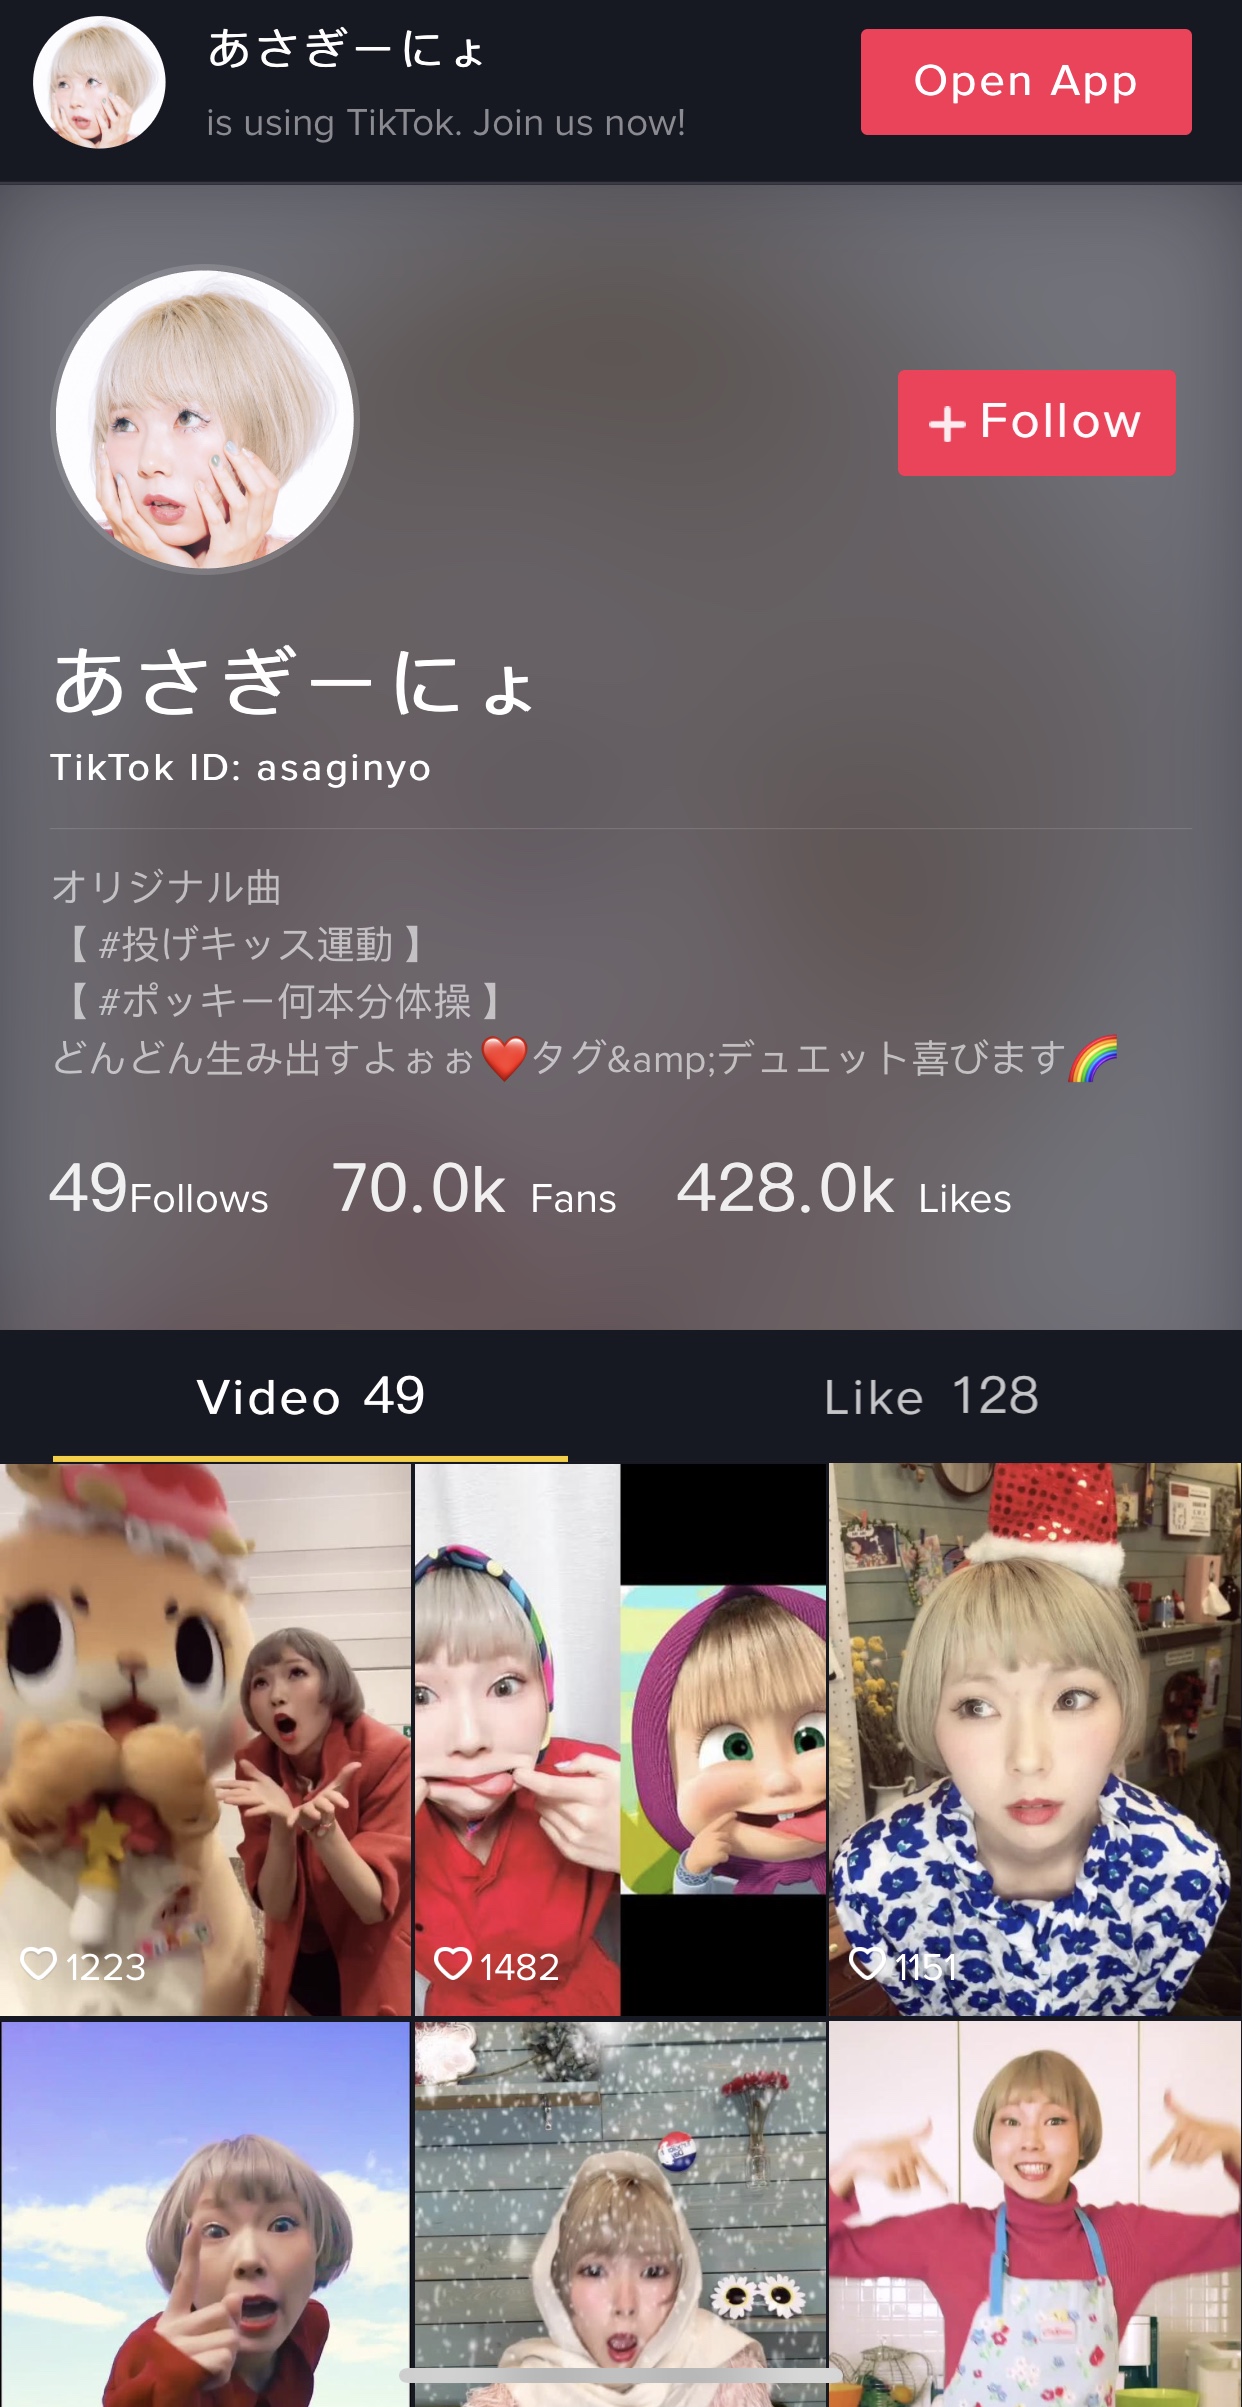 あさぎーにょ
is using TikTok. Join us now!
Open App
+ Follow
あさぎーにょ
TikTok ID: asaginyo
オリジナル曲
【 #投げキッス運動 】
【 #ポッキー何本分体操 】
どんどん生み出すよぉぉ❤️タグ&amp;デュエット喜びます🌈
49Follows 70.0k Fans 428.0k Likes
Video 49 Like 128
1223 1482 1151